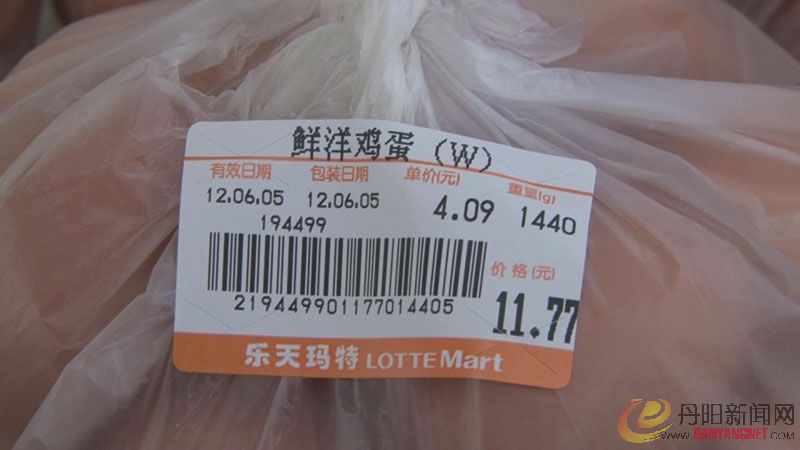 鲜洋鸡蛋(W)
有效日期 包装日期 单价(元) 重量(g)
12.06.05 12.06.05 4.09 1440
194499
价格(元)
219449901177014405 11.77
乐天玛特 LOTTE Mart
丹阳新闻网
WWW.DANYANGNET.COM